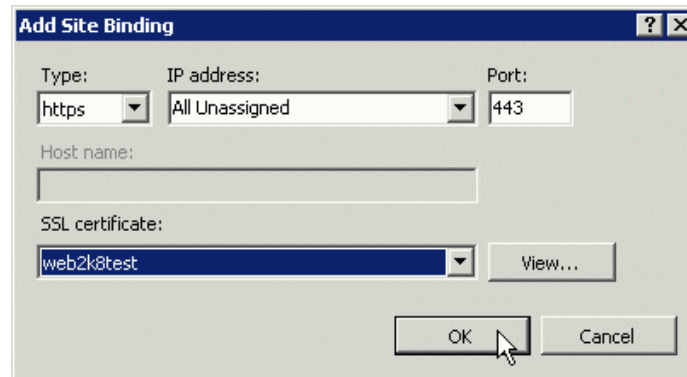 Add Site Binding ? X
Type: IP address: Port:
https All Unassigned 443
Host name:
SSL certificate:
web2k8test View...
OK Cancel